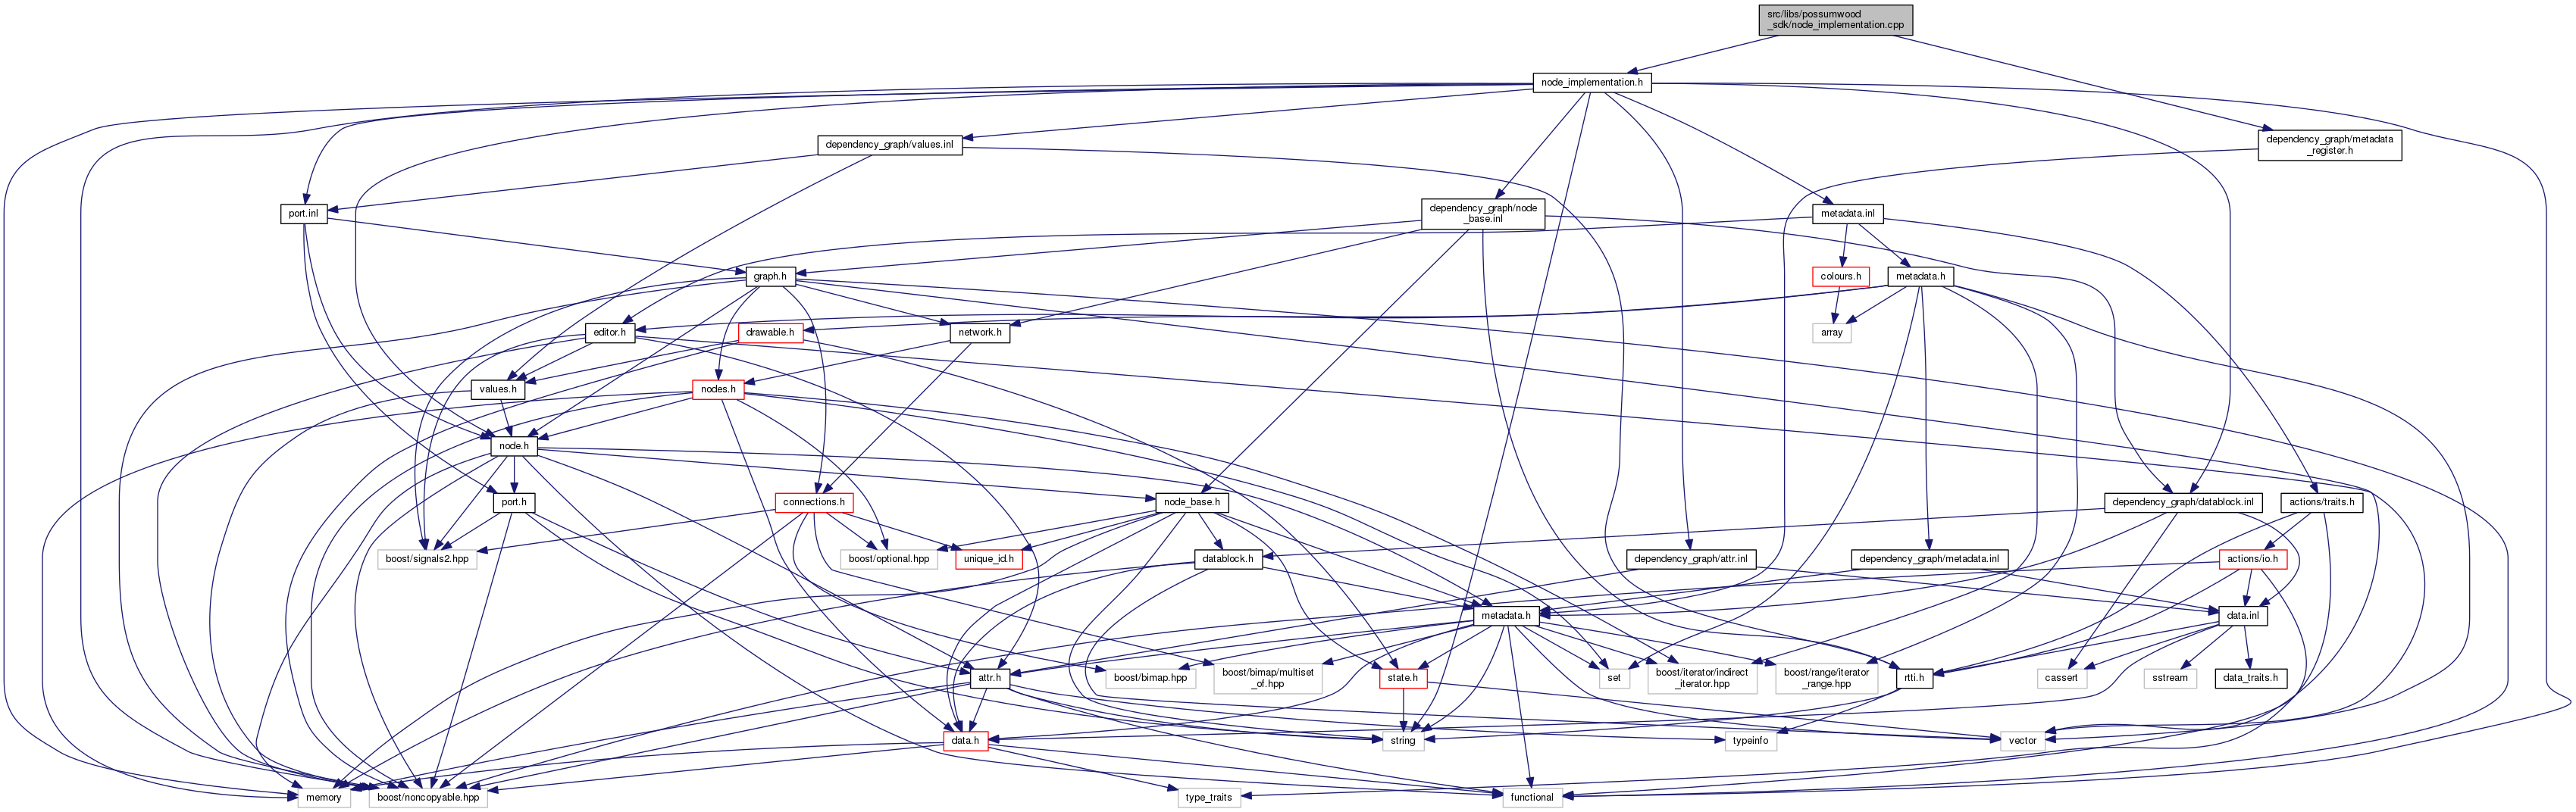 src/libs/possumwood
_sdk/node_implementation.cpp
node_implementation.h
dependency_graph/values.inl
dependency_graph/metadata
_register.h
port.inl
dependency_graph/node
_base.inl
metadata.inl
graph.h
colours.h
metadata.h
editor.h
drawable.h
network.h
array
values.h
nodes.h
node.h
port.h
connections.h
node_base.h
dependency_graph/datablock.inl
actions/traits.h
boost/signals2.hpp
boost/optional.hpp
unique_id.h
datablock.h
dependency_graph/attr.inl
dependency_graph/metadata.inl
actions/io.h
metadata.h
data.inl
attr.h
boost/bimap.hpp
boost/bimap/multiset
_of.hpp
state.h
set
boost/iterator/indirect
_iterator.hpp
boost/range/iterator
_range.hpp
rtti.h
cassert
sstream
data_traits.h
data.h
string
typeinfo
vector
memory
boost/noncopyable.hpp
type_traits
functional